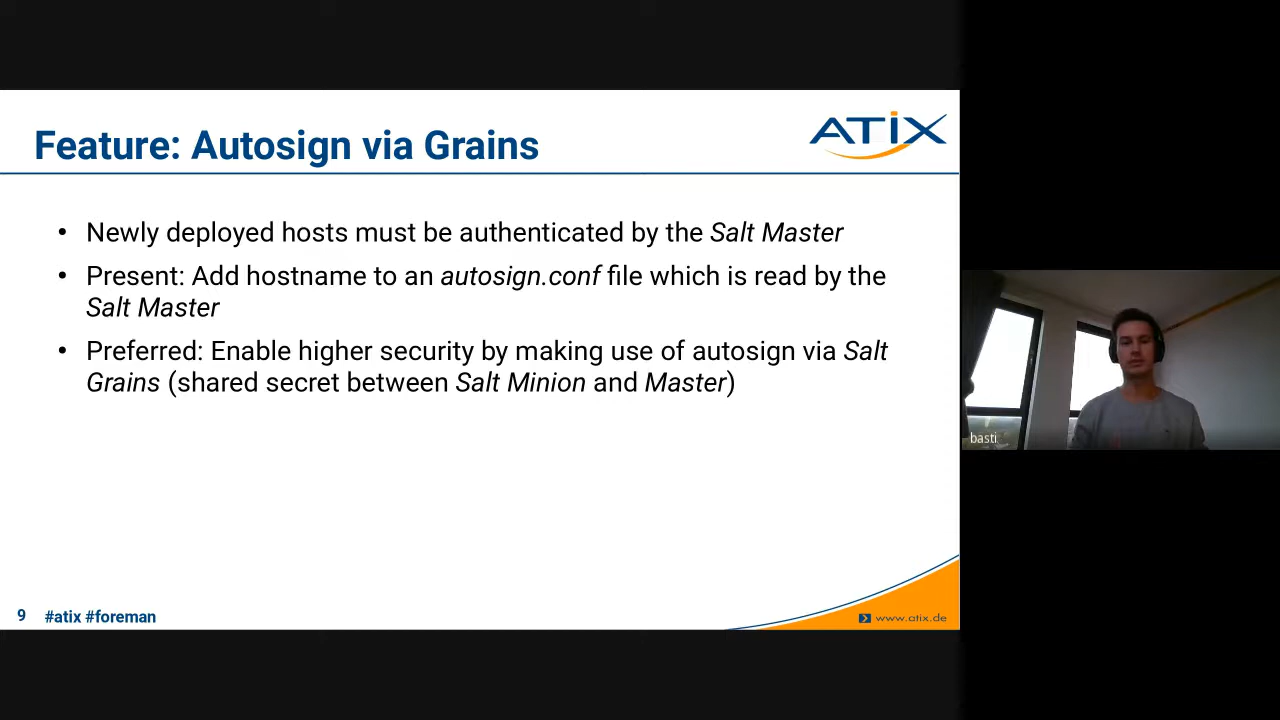 Feature: Autosign via Grains
ATIX
• Newly deployed hosts must be authenticated by the Salt Master
• Present: Add hostname to an autosign.conf file which is read by the
Salt Master
• Preferred: Enable higher security by making use of autosign via Salt
Grains (shared secret between Salt Minion and Master)
basti
9 #atix #foreman
www.atix.de